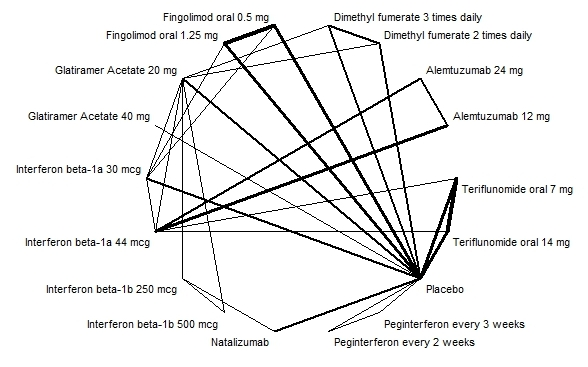 Fingolimod oral 0.5 mg
Dimethyl fumerate 3 times daily
Fingolimod oral 1.25 mg
Dimethyl fumerate 2 times daily
Glatiramer Acetate 20 mg
Alemtuzumab 24 mg
Glatiramer Acetate 40 mg
Alemtuzumab 12 mg
Interferon beta-1a 30 mcg
Teriflunomide oral 7 mg
Interferon beta-1a 44 mcg
Teriflunomide oral 14 mg
Interferon beta-1b 250 mcg
Placebo
Interferon beta-1b 500 mcg
Peginterferon every 3 weeks
Natalizumab
Peginterferon every 2 weeks